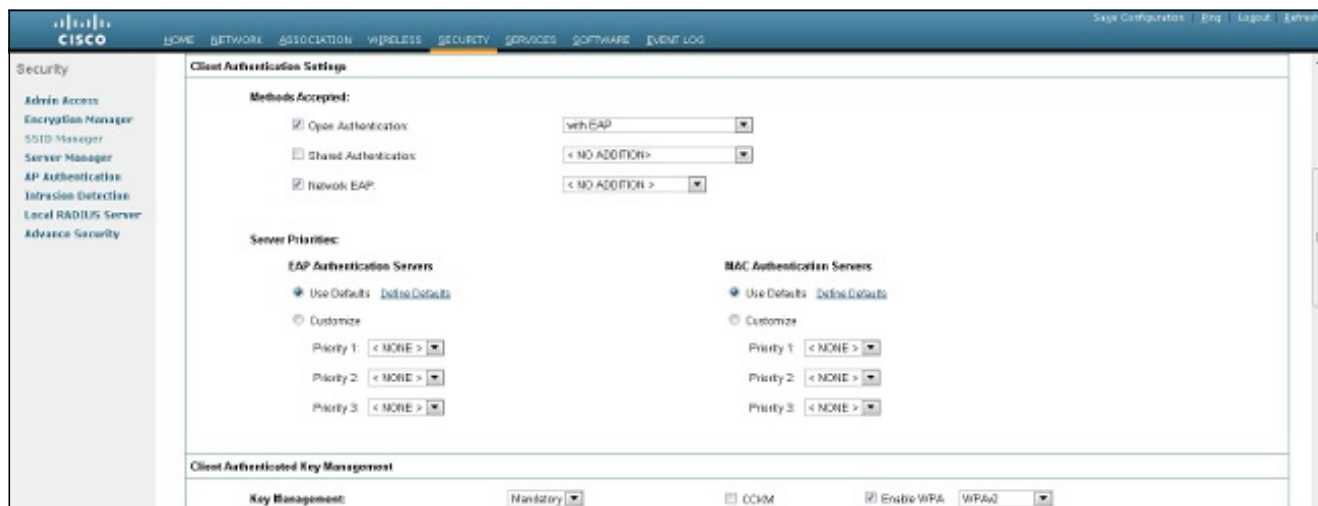 Save Configuration | Ping | Logout | Refresh
CISCO
HOME NETWORK ASSOCIATION WIRELESS SECURITY SERVICES SOFTWARE EVENT LOG
Security
Admin Access
Encryption Manager
SSID Manager
Server Manager
AP Authentication
Intrusion Detection
Local RADIUS Server
Advance Security
Client Authentication Settings
Methods Accepted:
Open Authentication: with EAP
Shared Authentication: < NO ADDITION>
Network EAP: < NO ADDITION >
Server Priorities:
EAP Authentication Servers
Use Defaults Define Defaults
Customize
Priority 1: < NONE >
Priority 2: < NONE >
Priority 3: < NONE >
MAC Authentication Servers
Use Defaults Define Defaults
Customize
Priority 1: < NONE >
Priority 2: < NONE >
Priority 3: < NONE >
Client Authenticated Key Management
Key Management: Mandatory CCKM Enable WPA WPAv2